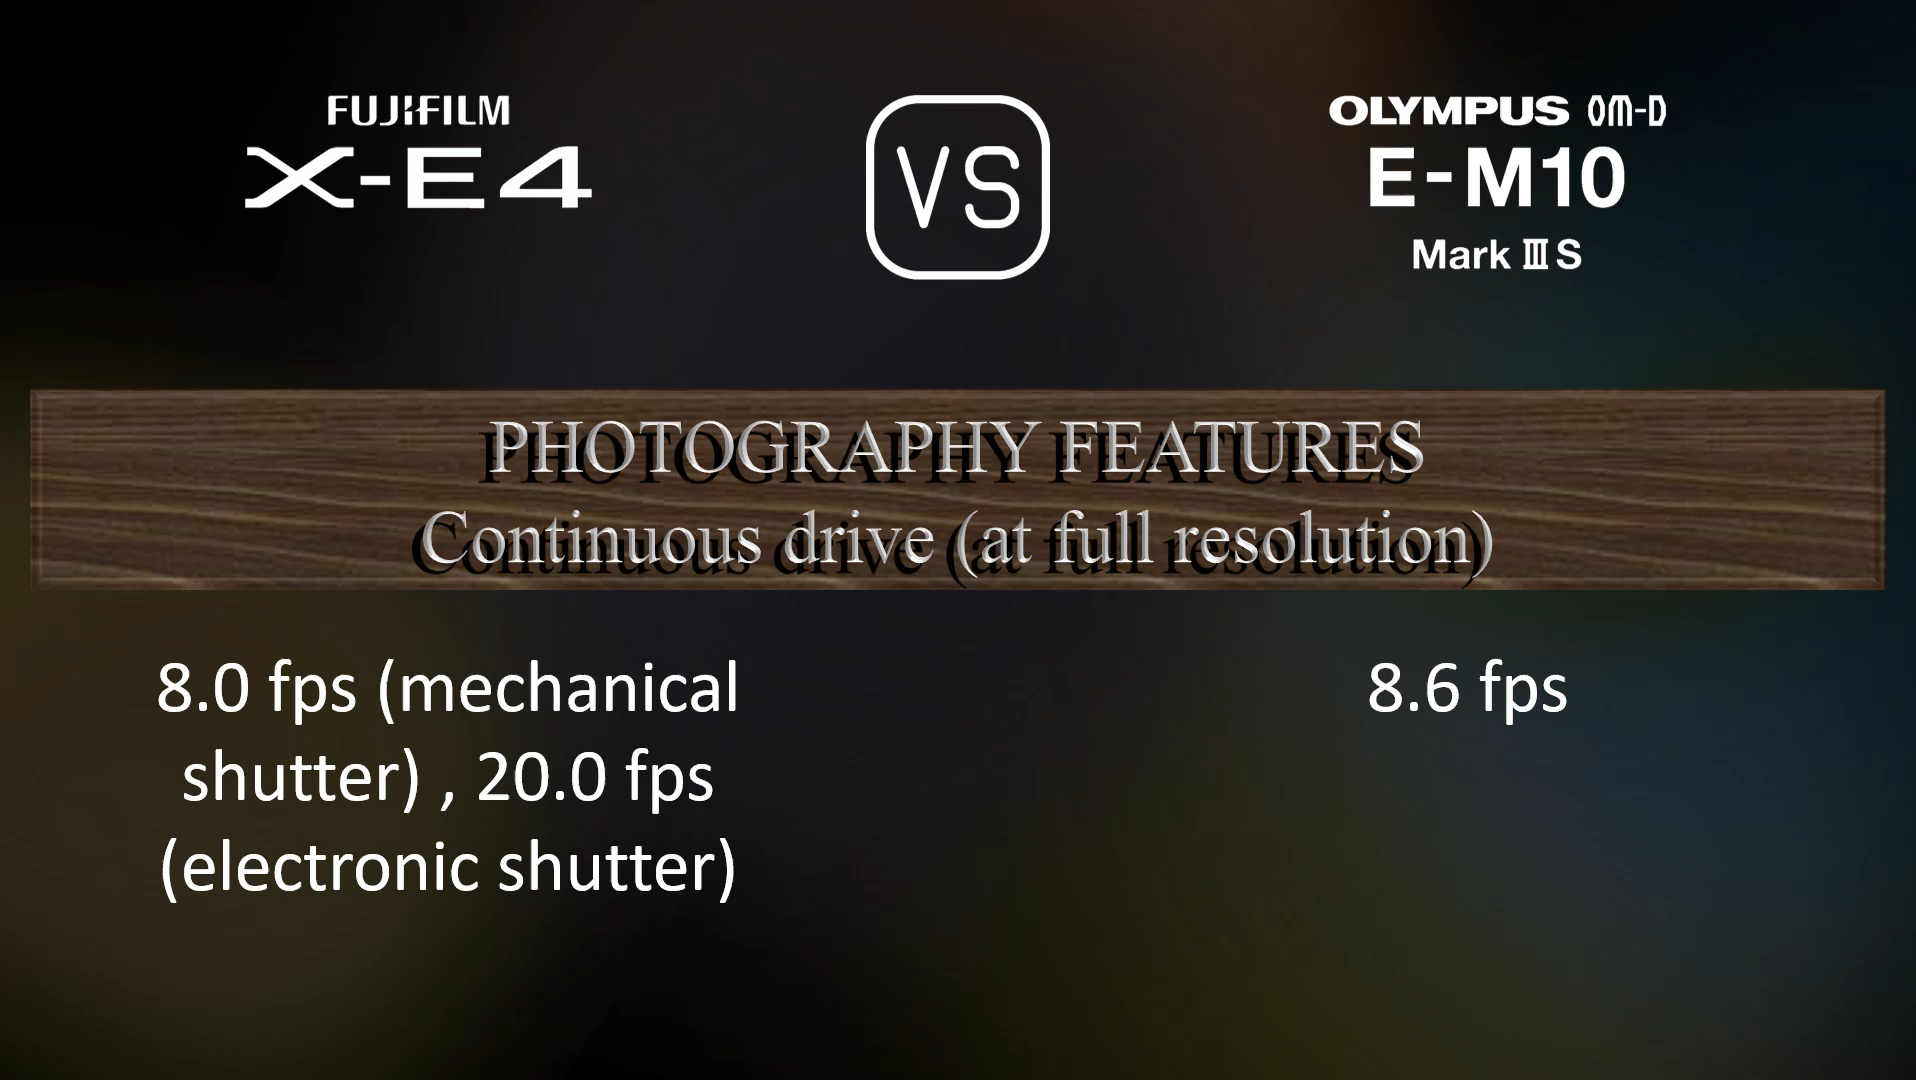 FUJIFILM
X-E4
VS
OLYMPUS OM-D
E-M10
Mark III S
PHOTOGRAPHY FEATURES
Continuous drive (at full resolution)
8.0 fps (mechanical
shutter) , 20.0 fps
(electronic shutter)
8.6 fps